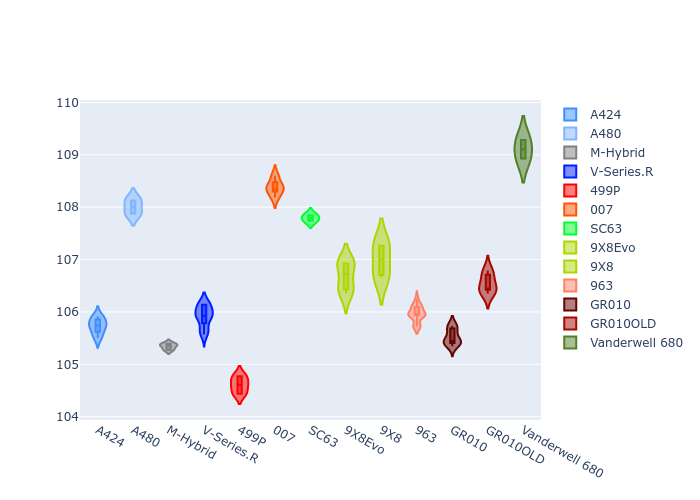 110
109
108
107
106
105
104
A424
A480
M-Hybrid
V-Series.R
499P
007
SC63
9X8Evo
9X8
963
GR010
GR010OLD
Vanderwell 680
A424
A480
M-Hybrid
V-Series.R
499P
007
SC63
9X8Evo
9X8
963
GR010
GR010OLD
Vanderwell 680